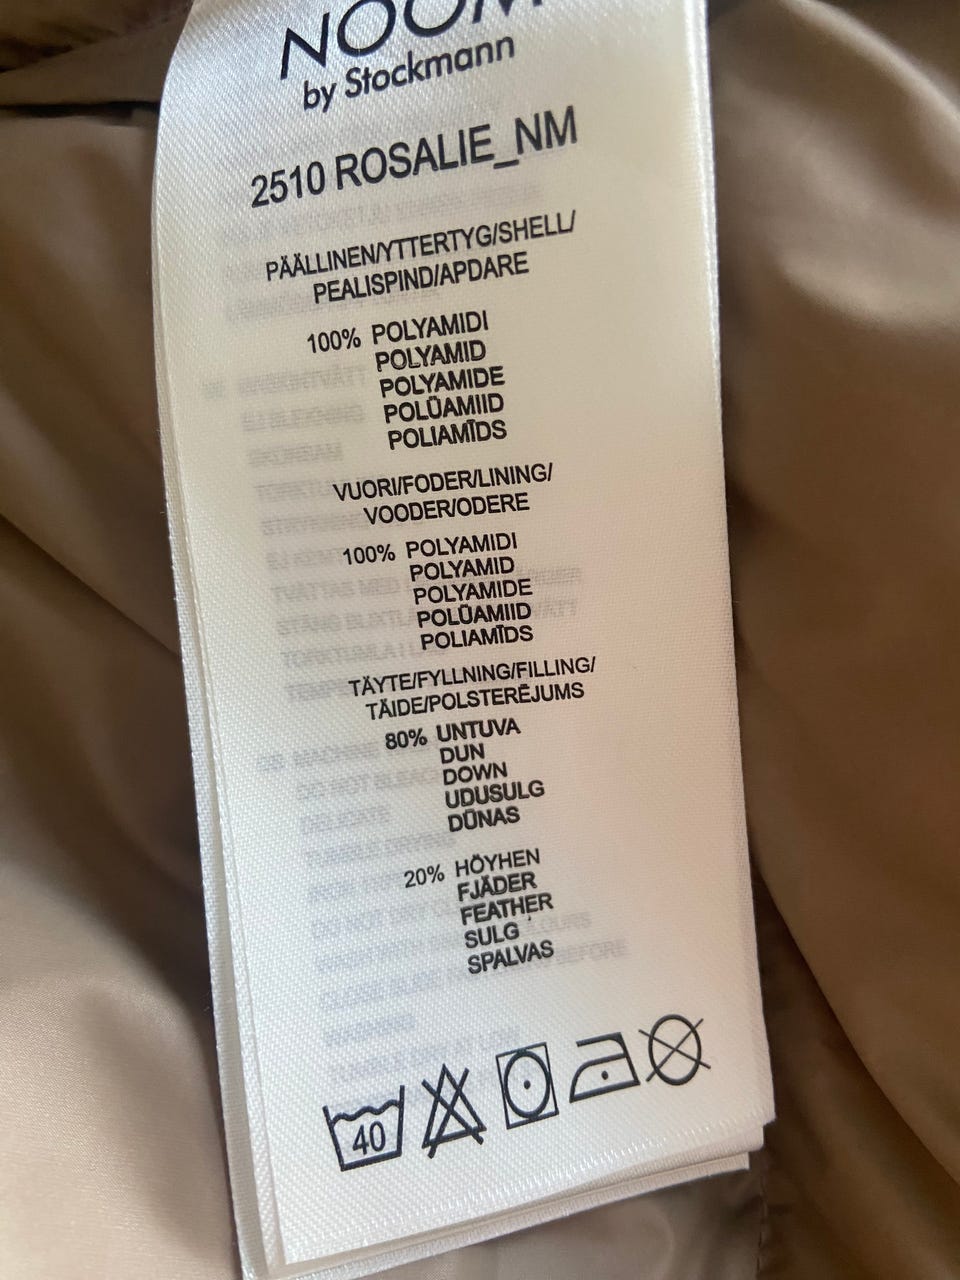 NOOM
by Stockmann
2510 ROSALIE_NM
PÄÄLLINEN/YTTERTYG/SHELL/
PEALISPIND/APDARE
100% POLYAMIDI
POLYAMID
POLYAMIDE
POLÜAMIID
POLIAMĪDS
VUORI/FODER/LINING/
VOODER/ODERE
100% POLYAMIDI
POLYAMID
POLYAMIDE
POLÜAMIID
POLIAMĪDS
TÄYTE/FYLLNING/FILLING/
TÄIDE/POLSTERĒJUMS
80% UNTUVA
DUN
DOWN
UDUSULG
DŪNAS
20% HÖYHEN
FJÄDER
FEATHER
SULG
SPALVAS
40